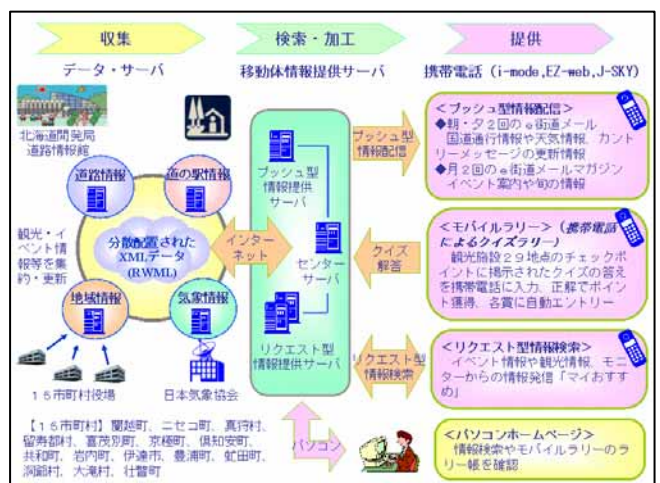 収集
検索・加工
提供
データ・サーバ
移動体情報提供サーバ
携帯電話 (i-mode,EZ-web,J-SKY)
北海道開発局
道路情報館
道路情報
道の駅情報
観光・イ
ベント情
報等を集
約・更新
分散配置された
XMLデータ
(RWML)
地域情報
気象情報
１５市町村役場
日本気象協会
【１５市町村】蘭越町、ニセコ町、真狩村、
留寿都村、喜茂別町、京極町、倶知安町、
共和町、岩内町、伊達市、豊浦町、虻田町、
洞爺村、大滝村、壮瞥町
インター
ネット
プッシュ型
情報提供
サーバ
センター
サーバ
リクエスト型
情報提供サーバ
プッシュ型
情報配信
クイズ
解答
リクエスト型
情報検索
パソコン
＜プッシュ型情報配信＞
◆朝・夕２回のｅ街道メール
国道通行情報や天気情報、カント
リーメッセージの更新情報
◆月２回のｅ街道メールマガジン
イベント案内や旬の情報
＜モバイルラリー＞（携帯電話
によるクイズラリー）
観光施設２９地点のチェックポ
イントに掲示されたクイズの答え
を携帯電話に入力、正解でポイン
ト獲得、各賞に自動エントリー
＜リクエスト型情報検索＞
イベント情報や観光情報、モニ
ターからの情報発信「マイおすす
め」
＜パソコンホームページ＞
情報検索やモバイルラリーのラ
リー帳を確認